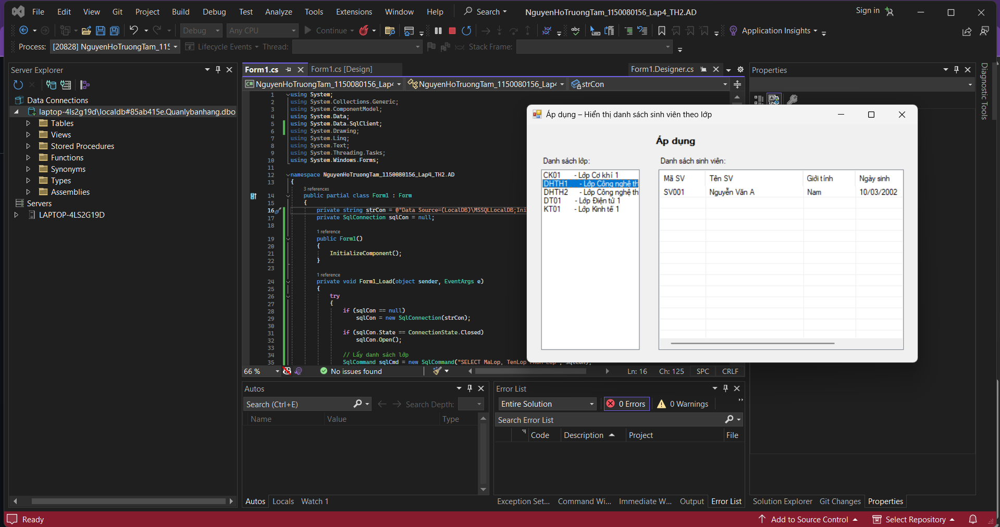 File Edit View Git Project Build Debug Test Analyze Tools Extensions Window Help Search NguyenHoTruongTam_1150080156_Lap4_TH2.AD Sign in
Debug Any CPU Continue Application Insights
Process: [20828] NguyenHoTruongTam_115 Lifecycle Events Thread: Stack Frame:
Server Explorer
Data Connections
laptop-4ls2g19d\localdb#85ab415e.Quanlybanhang.dbo
Tables
Views
Stored Procedures
Functions
Synonyms
Types
Assemblies
Servers
LAPTOP-4LS2G19D
Form1.cs Form1.cs [Design] Form1.Designer.cs
NguyenHoTruongTam_1150080156_Lap4 NguyenHoTruongTam_1150080156_Lap4 strCon
1 using System;
2 using System.Collections.Generic;
3 using System.ComponentModel;
4 using System.Data;
5 using System.Data.SqlClient;
6 using System.Drawing;
7 using System.Linq;
8 using System.Text;
9 using System.Threading.Tasks;
10 using System.Windows.Forms;
11
12 namespace NguyenHoTruongTam_1150080156_Lap4_TH2.AD
13 {
3 references
14 public partial class Form1 : Form
15 {
16 private string strCon = @"Data Source=(LocalDB)\MSSQLLocalDB;Ini
17 private SqlConnection sqlCon = null;
18
1 reference
19 public Form1()
20 {
21 InitializeComponent();
22 }
23
1 reference
24 private void Form1_Load(object sender, EventArgs e)
25 {
26 try
27 {
28 if (sqlCon == null)
29 sqlCon = new SqlConnection(strCon);
30
31 if (sqlCon.State == ConnectionState.Closed)
32 sqlCon.Open();
33
34 // Lấy danh sách lớp
35 SqlCommand sqlCmd = new SqlCommand("SELECT MaLop, TenLop FROM Lop", sqlCon);
66 % No issues found Ln: 16 Ch: 125 SPC CRLF
Áp dụng – Hiển thị danh sách sinh viên theo lớp
Áp dụng
Danh sách lớp:
CK01 - Lớp Cơ khí 1
DHTH1 - Lớp Công nghệ th
DHTH2 - Lớp Công nghệ th
DT01 - Lớp Điện tử 1
KT01 - Lớp Kinh tế 1
Danh sách sinh viên:
Mã SV Tên SV Giới tính Ngày sinh
SV001 Nguyễn Văn A Nam 10/03/2002
Properties
Diagnostic Tools
Autos
Search (Ctrl+E) Search Depth:
Name Value Type
Autos Locals Watch 1
Error List
Entire Solution 0 Errors 0 Warnings
Search Error List
Code Description Project File
Exception Set... Command Wi... Immediate W... Output Error List
Solution Explorer Git Changes Properties
Ready Add to Source Control Select Repository